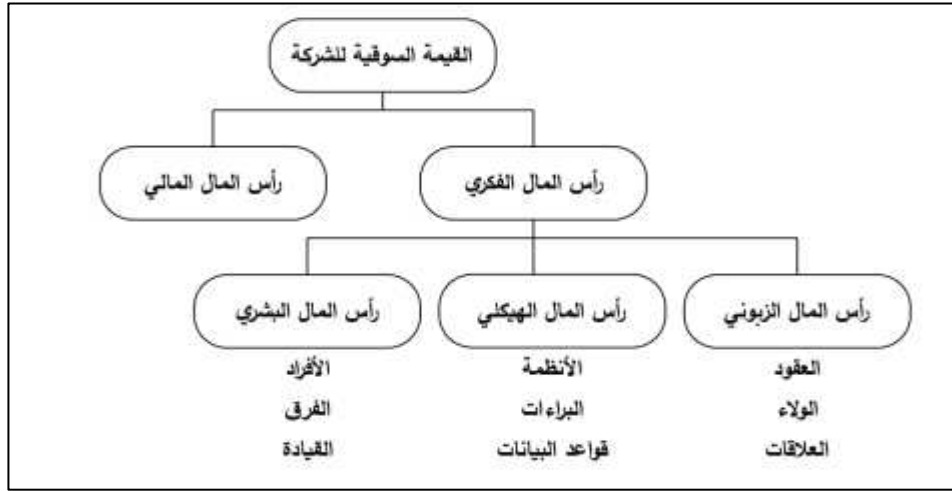 القيمة السوقية للشركة
رأس المال الفكري
رأس المال المالي
رأس المال الزبوني
رأس المال الهيكلي
رأس المال البشري
العقود
الأنظمة
الأفراد
الولاء
البراءات
الفرق
العلاقات
قواعد البيانات
القيادة